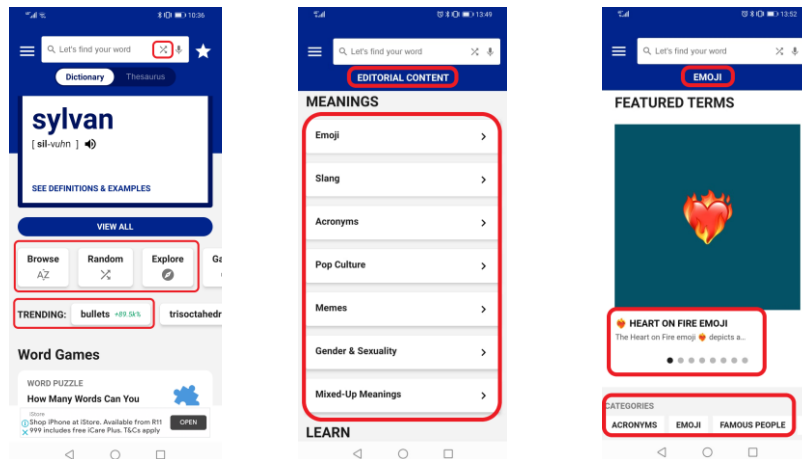 10:36
Q, Let's find your word
Dictionary Thesaurus
sylvan
[ sil-vuhn ]
SEE DEFINITIONS & EXAMPLES
VIEW ALL
Browse Random Explore Ga
AZ
TRENDING: bullets +89.5k% trisoctahedr
Word Games
WORD PUZZLE
How Many Words Can You
iStore
Shop iPhone at iStore. Available from R11
999 includes free iCare Plus. T&Cs apply
OPEN
13:49
Let's find your word
EDITORIAL CONTENT
MEANINGS
Emoji
Slang
Acronyms
Pop Culture
Memes
Gender & Sexuality
Mixed-Up Meanings
LEARN
13:52
Let's find your word
EMOJI
FEATURED TERMS
HEART ON FIRE EMOJI
The Heart on Fire emoji ❤️‍🔥 depicts a…
CATEGORIES
ACRONYMS EMOJI FAMOUS PEOPLE